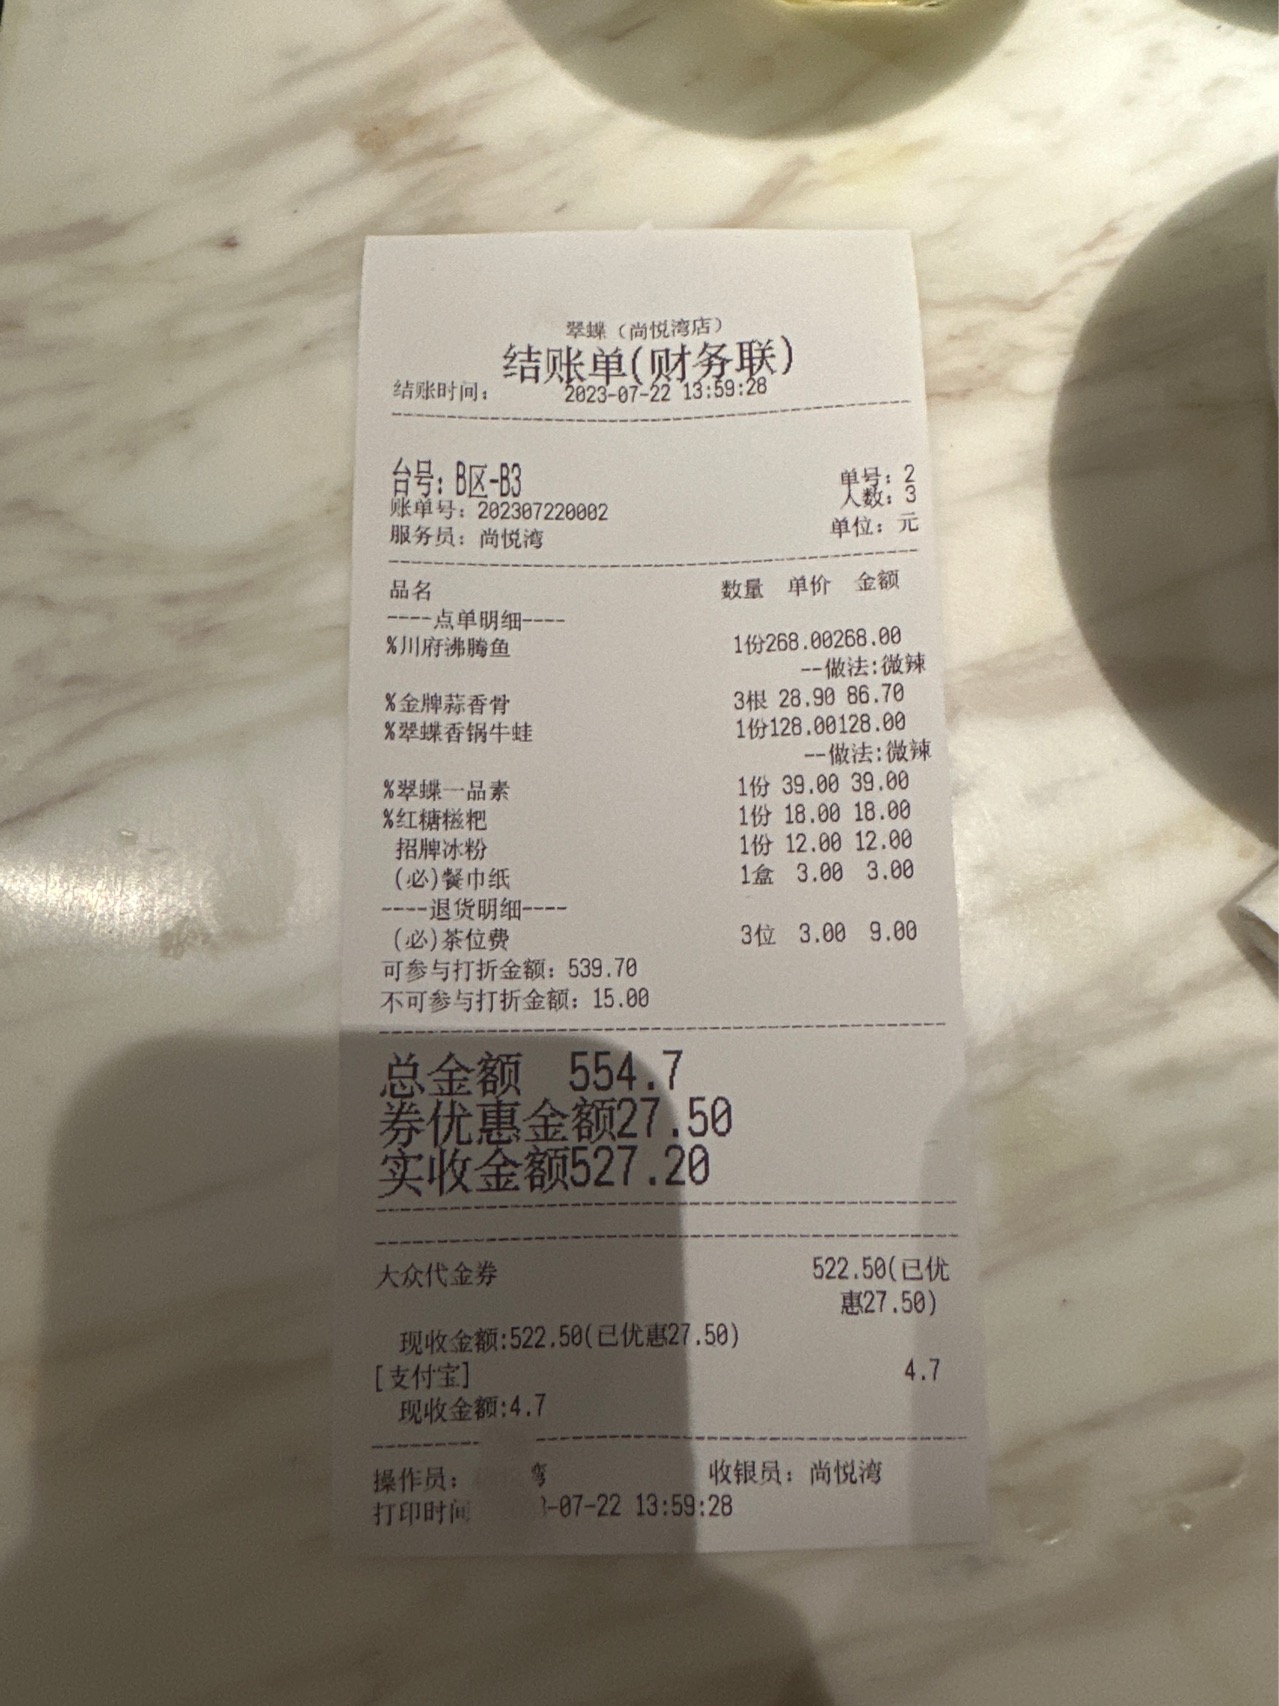 翠蝶（尚悦湾店）
结账单(财务联)
结账时间： 2023-07-22 13:59:28
台号：B区-B3 单号：2
人数：3
账单号：202307220002
服务员：尚悦湾 单位：元
品名 数量 单价 金额
----点单明细----
%川府沸腾鱼 1份268.00268.00
--做法:微辣
%金牌蒜香骨 3根 28.90 86.70
%翠蝶香锅牛蛙 1份128.00128.00
--做法:微辣
%翠蝶一品素 1份 39.00 39.00
%红糖糍粑 1份 18.00 18.00
招牌冰粉 1份 12.00 12.00
(必)餐巾纸 1盒 3.00 3.00
----退货明细----
(必)茶位费 3位 3.00 9.00
可参与打折金额：539.70
不可参与打折金额：15.00
总金额 554.7
券优惠金额27.50
实收金额527.20
大众代金券 522.50(已优
惠27.50)
现收金额:522.50(已优惠27.50)
[支付宝] 4.7
现收金额:4.7
操作员： 湾 收银员：尚悦湾
打印时间 -07-22 13:59:28